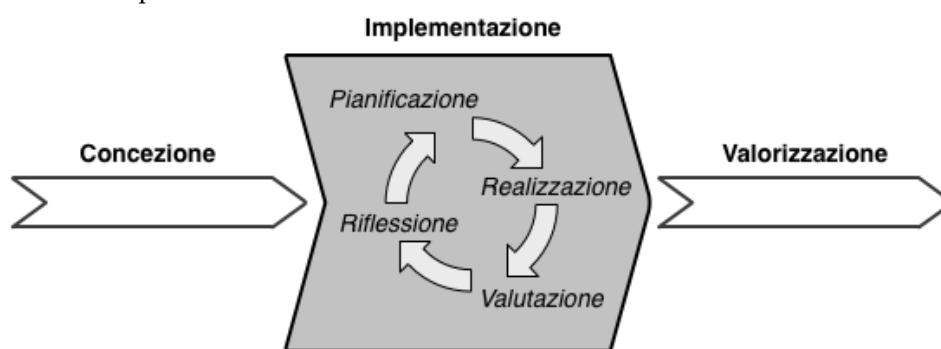 Implementazione
Pianificazione
Concezione
Valorizzazione
Realizzazione
Riflessione
Valutazione